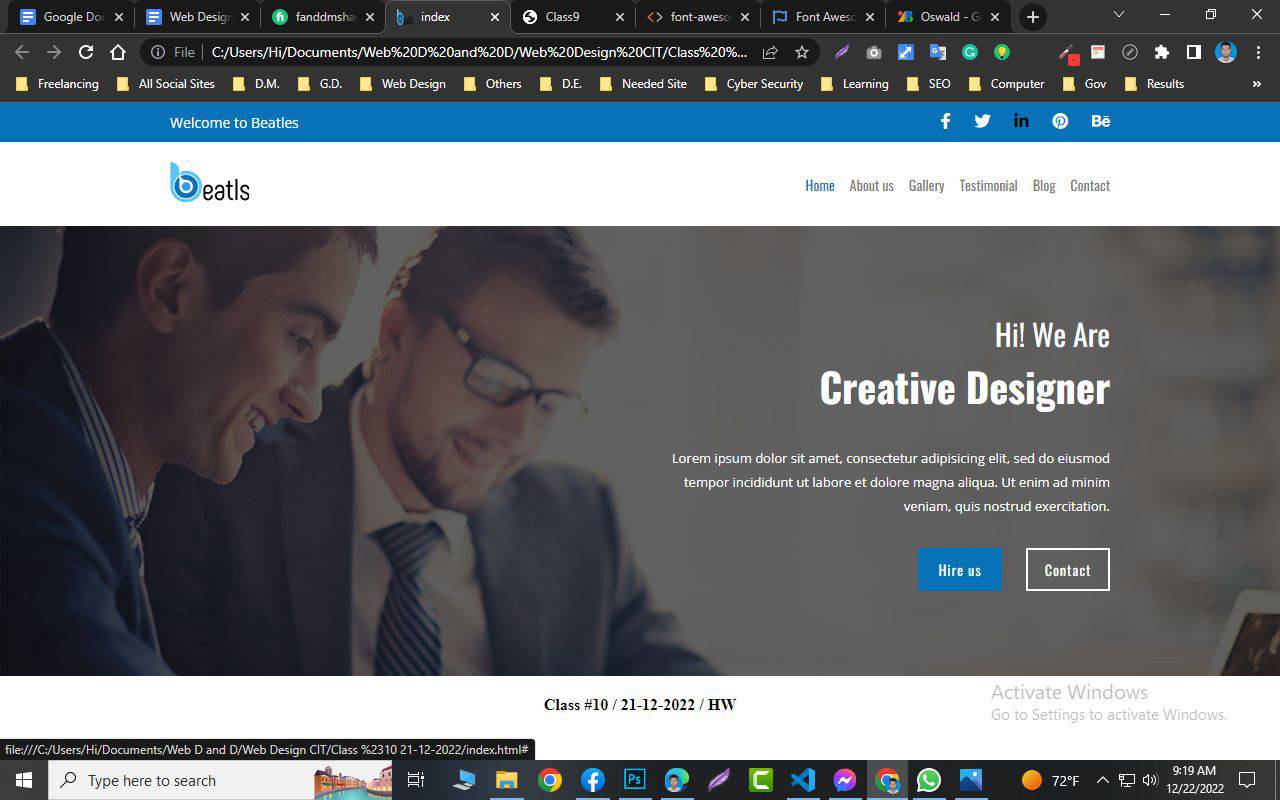 Google Doc
Web Design
fanddmsha
index
Class9
font-aweso
Font Aweso
Oswald - Go
File
C:/Users/Hi/Documents/Web%20D%20and%20D/Web%20Design%20CIT/Class%20%...
Freelancing
All Social Sites
D.M.
G.D.
Web Design
Others
D.E.
Needed Site
Cyber Security
Learning
SEO
Computer
Gov
Results
»
Welcome to Beatles
beatls
Home
About us
Gallery
Testimonial
Blog
Contact
Hi! We Are
Creative Designer
Lorem ipsum dolor sit amet, consectetur adipisicing elit, sed do eiusmod
tempor incididunt ut labore et dolore magna aliqua. Ut enim ad minim
veniam, quis nostrud exercitation.
Hire us
Contact
Class #10 / 21-12-2022 / HW
Activate Windows
Go to Settings to activate Windows.
file:///C:/Users/Hi/Documents/Web D and D/Web Design CIT/Class %2310 21-12-2022/index.html#
Type here to search
72°F
9:19 AM
12/22/2022